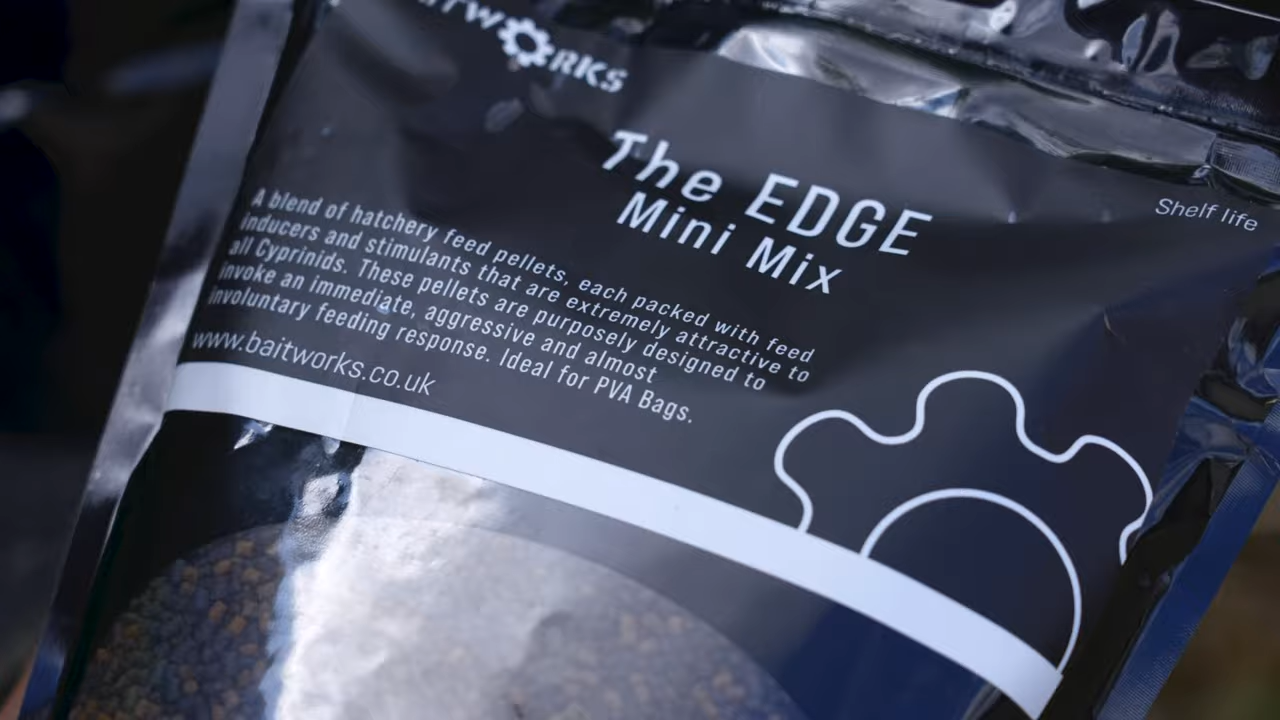 aitworks
The EDGE
Mini Mix
Shelf life
A blend of hatchery feed pellets, each packed with feed
inducers and stimulants that are extremely attractive to
all Cyprinids. These pellets are purposely designed to
invoke an immediate, aggressive and almost
involuntary feeding response. Ideal for PVA Bags.
www.baitworks.co.uk